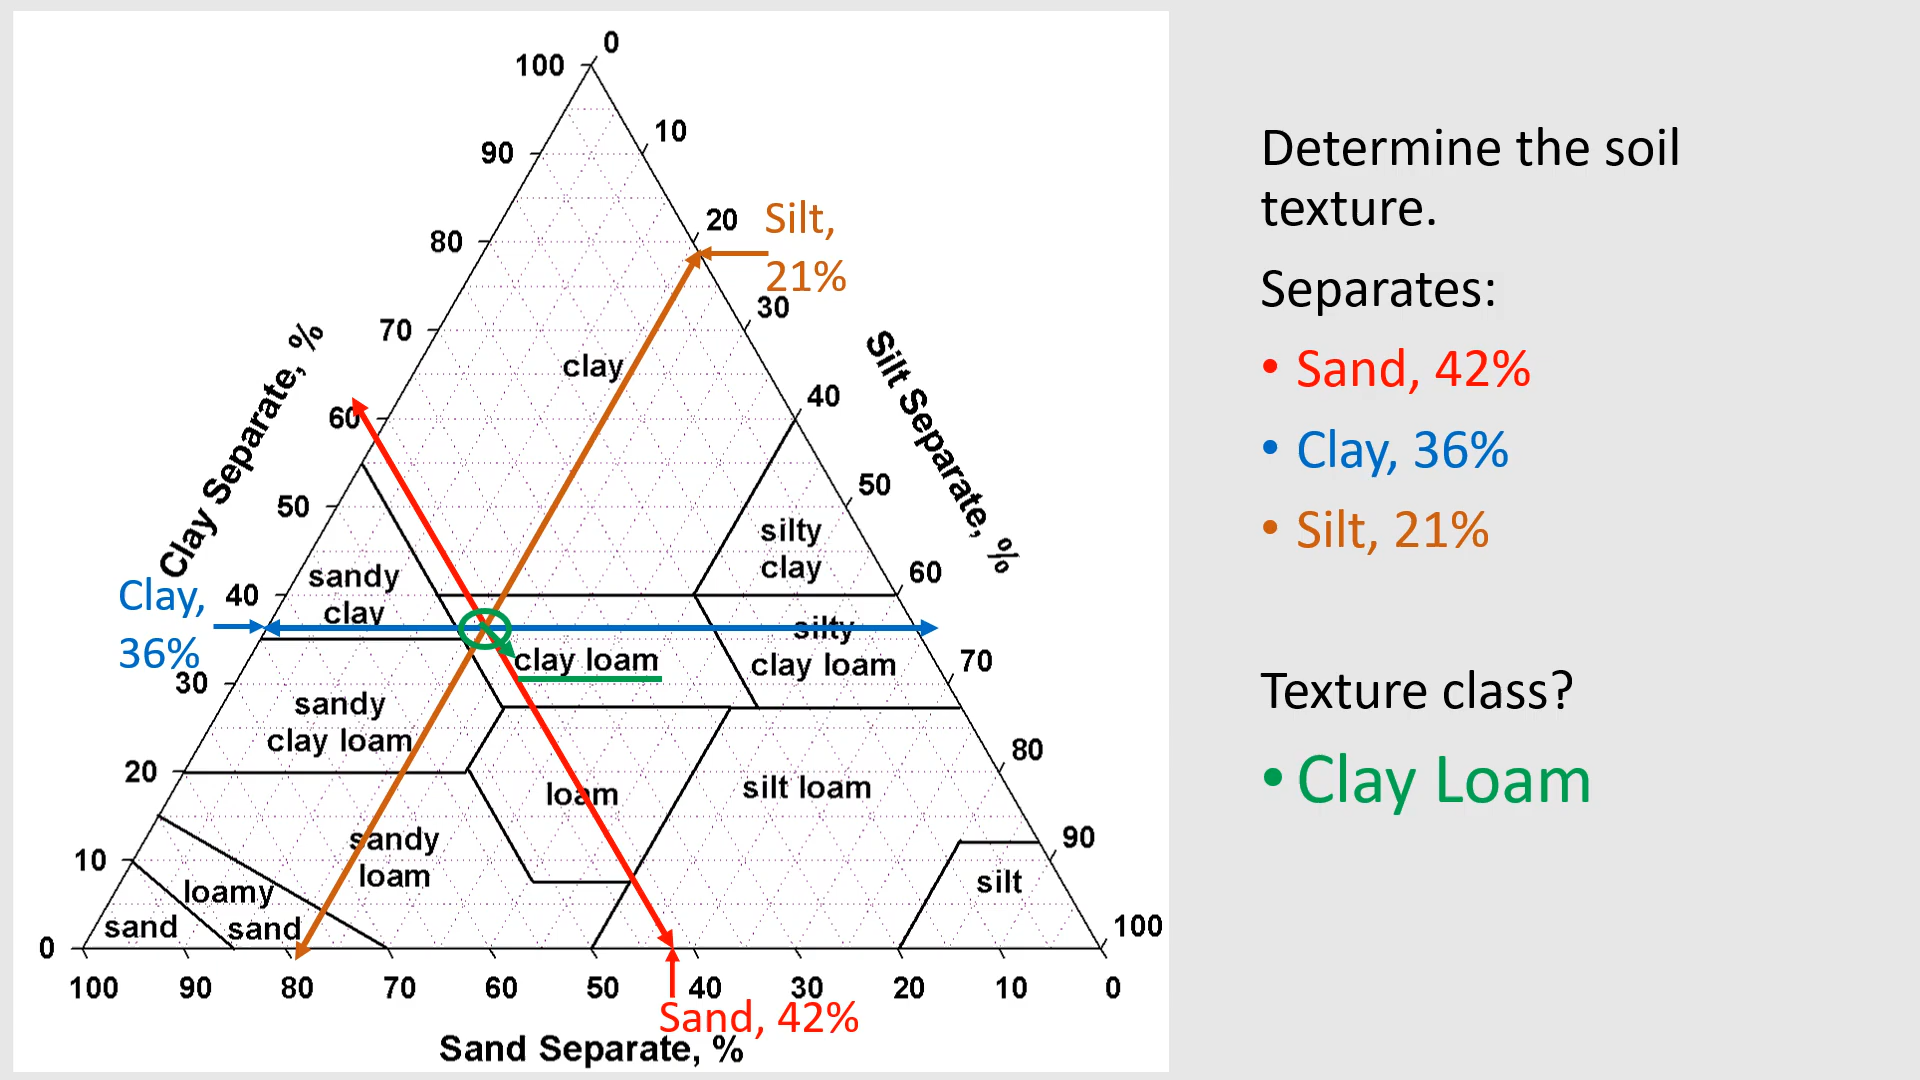 0
100
10
90
20
Silt,
80
21%
30
70
clay
Clay Separate, %
Silt Separate, %
60
40
50
50
silty
clay
sandy
clay
Clay,
36%
40
60
silty
clay loam
clay loam
70
30
sandy
clay loam
20
loam
silt loam
80
sandy
loam
90
10
loamy
sand
sand
silt
0
100
100
90
80
70
60
50
40
30
20
10
0
Sand, 42%
Sand Separate, %
Determine the soil
texture.
Separates:
• Sand, 42%
• Clay, 36%
• Silt, 21%
Texture class?
• Clay Loam